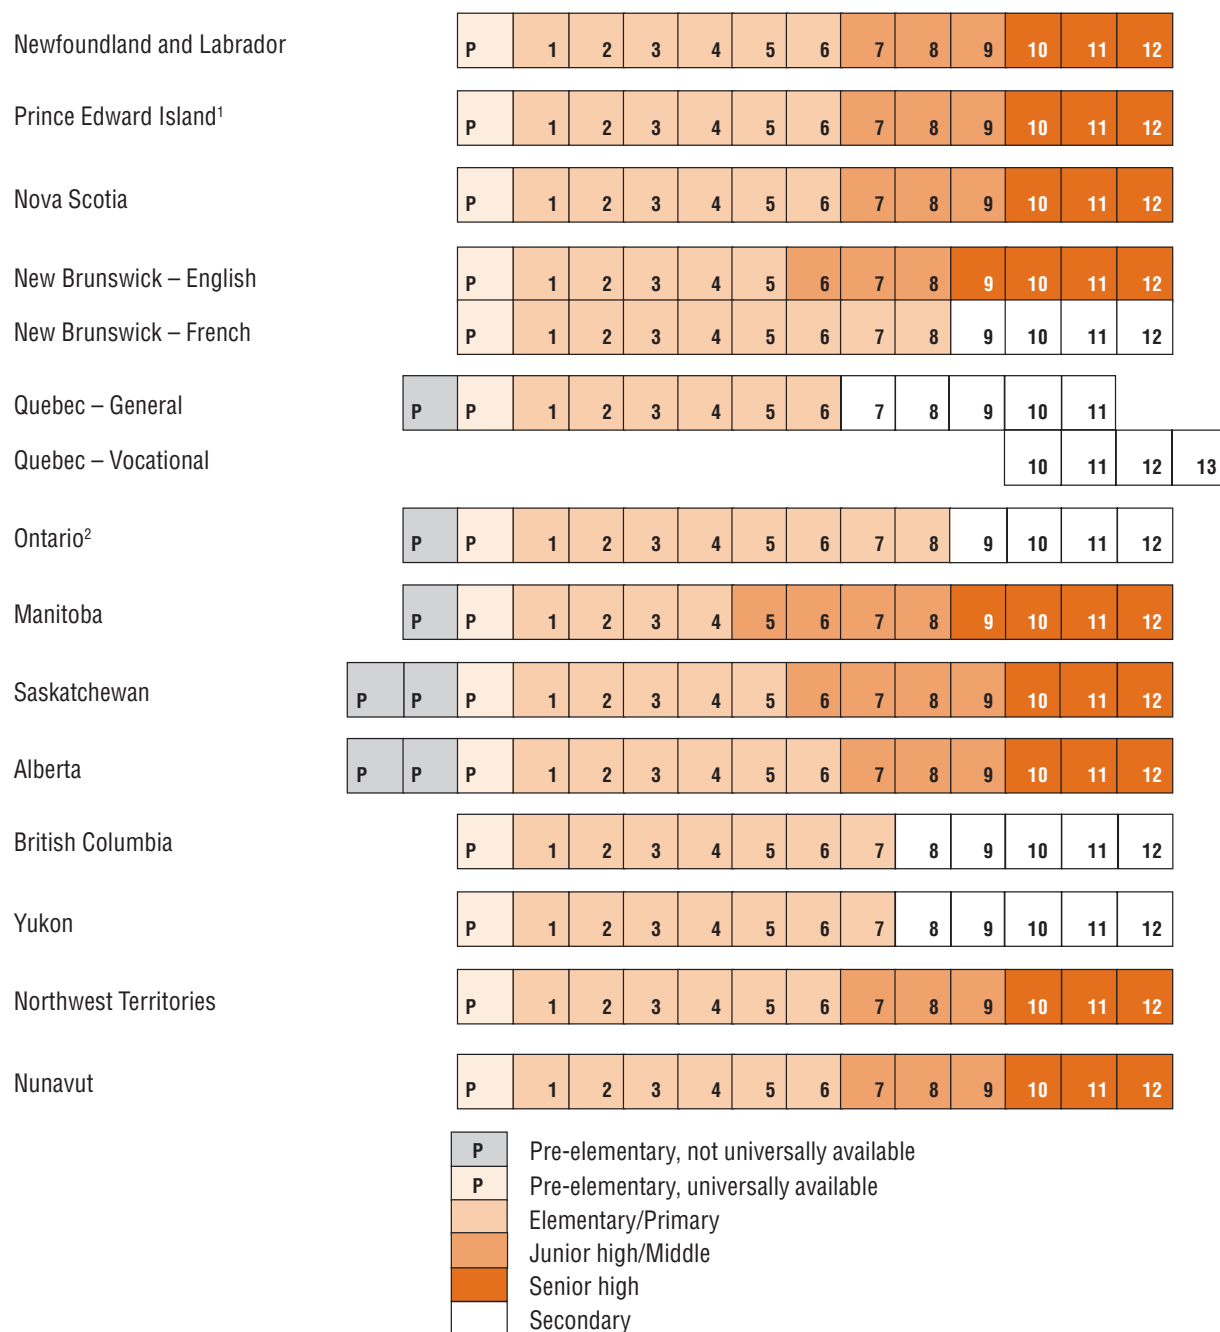 Newfoundland and Labrador P 1 2 3 4 5 6 7 8 9 10 11 12
Prince Edward Island¹ P 1 2 3 4 5 6 7 8 9 10 11 12
Nova Scotia P 1 2 3 4 5 6 7 8 9 10 11 12
New Brunswick – English P 1 2 3 4 5 6 7 8 9 10 11 12
New Brunswick – French P 1 2 3 4 5 6 7 8 9 10 11 12
Quebec – General P P 1 2 3 4 5 6 7 8 9 10 11
Quebec – Vocational 10 11 12 13
Ontario² P P 1 2 3 4 5 6 7 8 9 10 11 12
Manitoba P P 1 2 3 4 5 6 7 8 9 10 11 12
Saskatchewan P P P 1 2 3 4 5 6 7 8 9 10 11 12
Alberta P P P 1 2 3 4 5 6 7 8 9 10 11 12
British Columbia P 1 2 3 4 5 6 7 8 9 10 11 12
Yukon P 1 2 3 4 5 6 7 8 9 10 11 12
Northwest Territories P 1 2 3 4 5 6 7 8 9 10 11 12
Nunavut P 1 2 3 4 5 6 7 8 9 10 11 12
P Pre-elementary, not universally available
P Pre-elementary, universally available
Elementary/Primary
Junior high/Middle
Senior high
Secondary